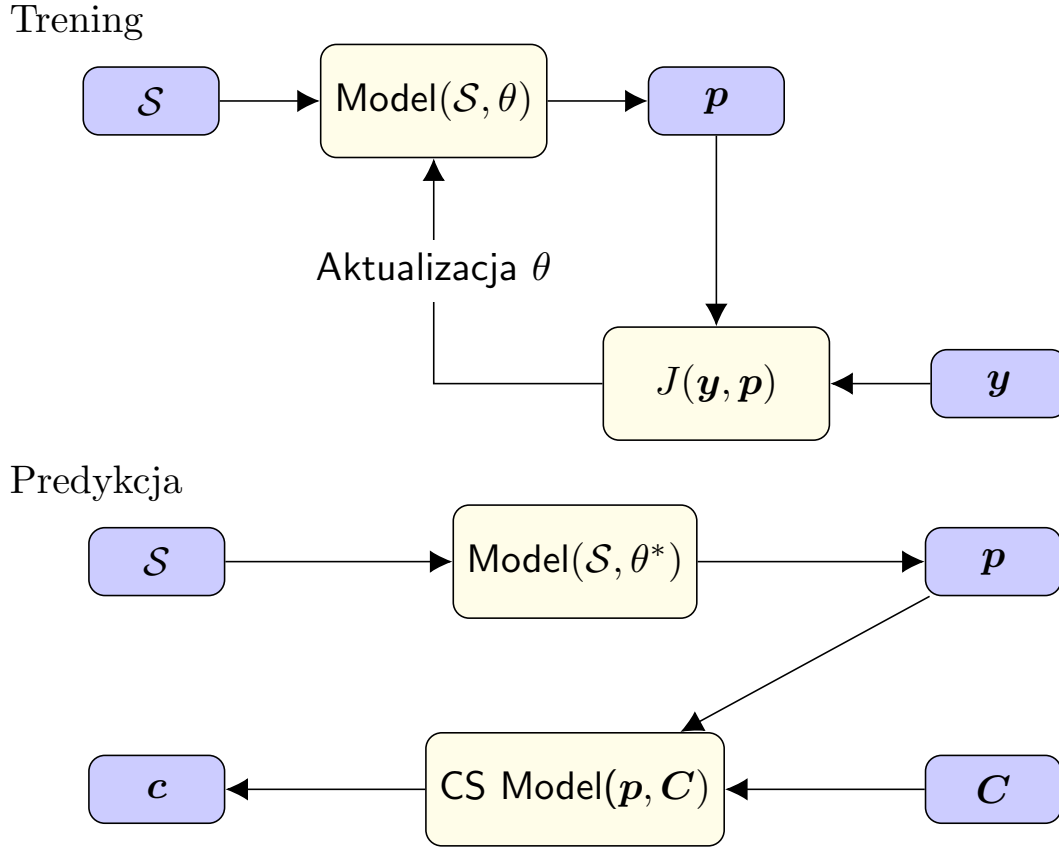 Trening
𝒮
Model(𝒮, θ)
𝒑
Aktualizacja θ
J(𝒚, 𝒑)
𝒚
Predykcja
𝒮
Model(𝒮, θ*)
𝒑
𝒄
CS Model(𝒑, 𝑪)
𝑪